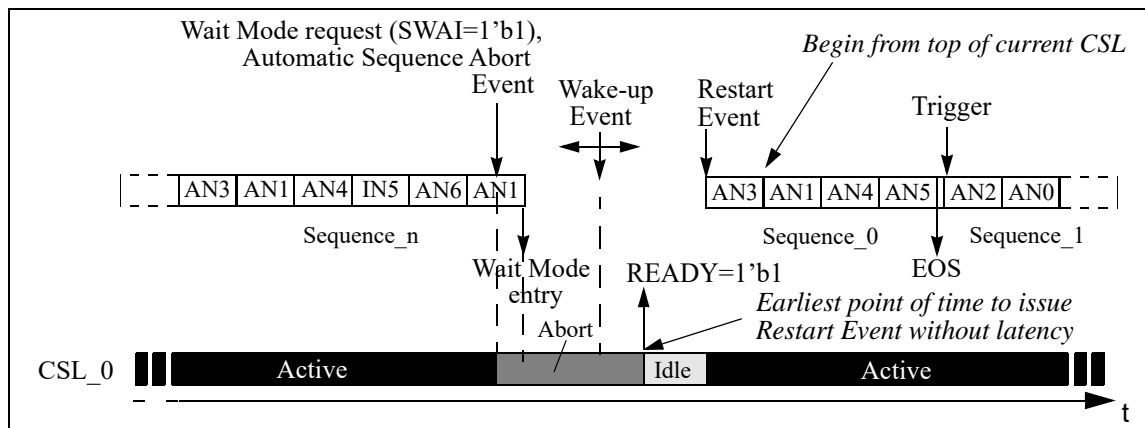 Wait Mode request (SWAI=1’b1),
Automatic Sequence Abort
Event
Begin from top of current CSL
Wake-up
Event
Restart
Event
Trigger
AN3 AN1 AN4 IN5 AN6 AN1
AN3 AN1 AN4 AN5 AN2 AN0
Sequence_n
Sequence_0
Sequence_1
Wait Mode
entry
READY=1’b1
EOS
Earliest point of time to issue
Restart Event without latency
Abort
CSL_0
Active
Idle
Active
t